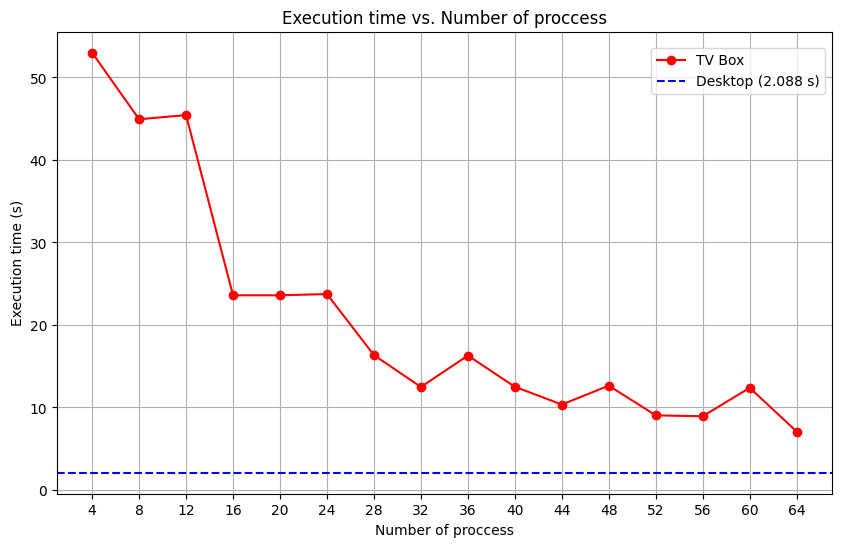 Execution time vs. Number of proccess
TV Box
Desktop (2.088 s)
Execution time (s)
50
40
30
20
10
0
4 8 12 16 20 24 28 32 36 40 44 48 52 56 60 64
Number of proccess